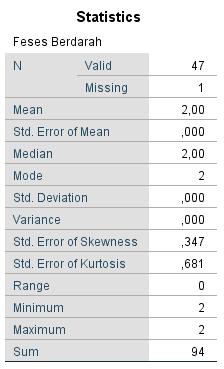 Statistics
Feses Berdarah
N Valid 47
Missing 1
Mean 2,00
Std. Error of Mean ,000
Median 2,00
Mode 2
Std. Deviation ,000
Variance ,000
Std. Error of Skewness ,347
Std. Error of Kurtosis ,681
Range 0
Minimum 2
Maximum 2
Sum 94